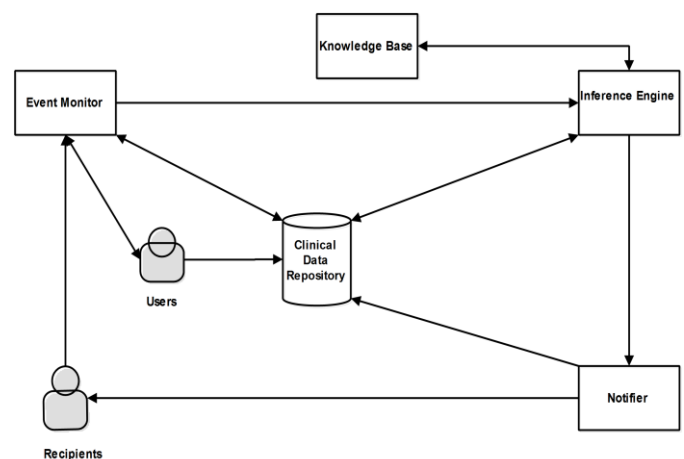 Knowledge Base
Event Monitor
Inference Engine
Clinical
Data
Repository
Users
Notifier
Recipients